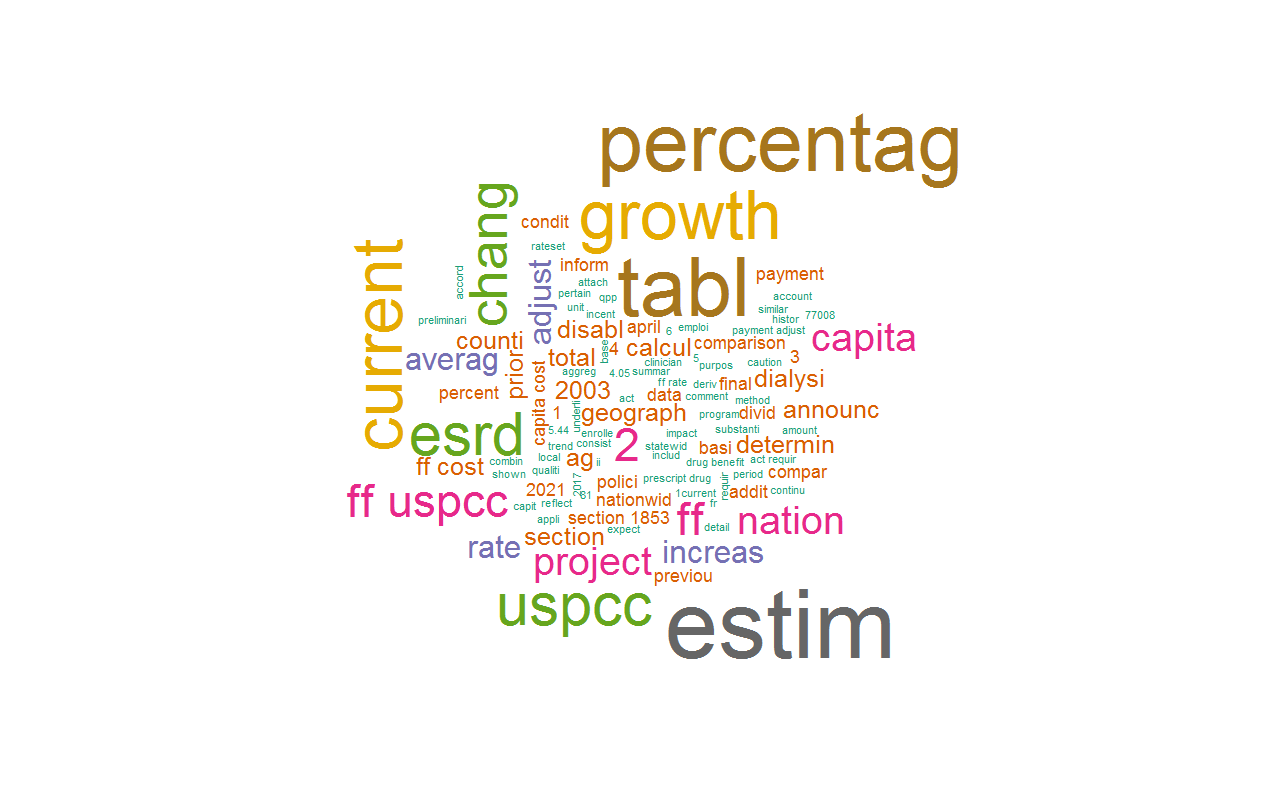 percentag
growth
chang
condit
rateset
current
accord
adjust
inform
attach
pertain
qpp
unit
incent
tabl
payment
account
similar
histor
77008
preliminari
counti
averag
disabl
april
6
emploi
payment adjust
capita
comparison
prior
total
base
4
calcul
clinician
5
purpos
caution
3
percent
capita cost
aggreg
4.05
summar
ff rate
deriv
final
dialysi
2003
act
data
comment
method
1
underli
geograph
program
divid
announc
esrd
5.44
enrolle
2
impact
substanti
amount
trend
consist
statewid
basi
determin
ff cost
combin
local
ag
ii
includ
drug benefit
act requir
shown
qualiti
2017
polici
prescript drug
requir
period
compar
ff uspcc
2021
81
nationwid
1current
addit
continu
capit
reflect
fr
appli
section 1853
ff
detail
nation
rate
section
expect
project
increas
previou
uspcc
estim